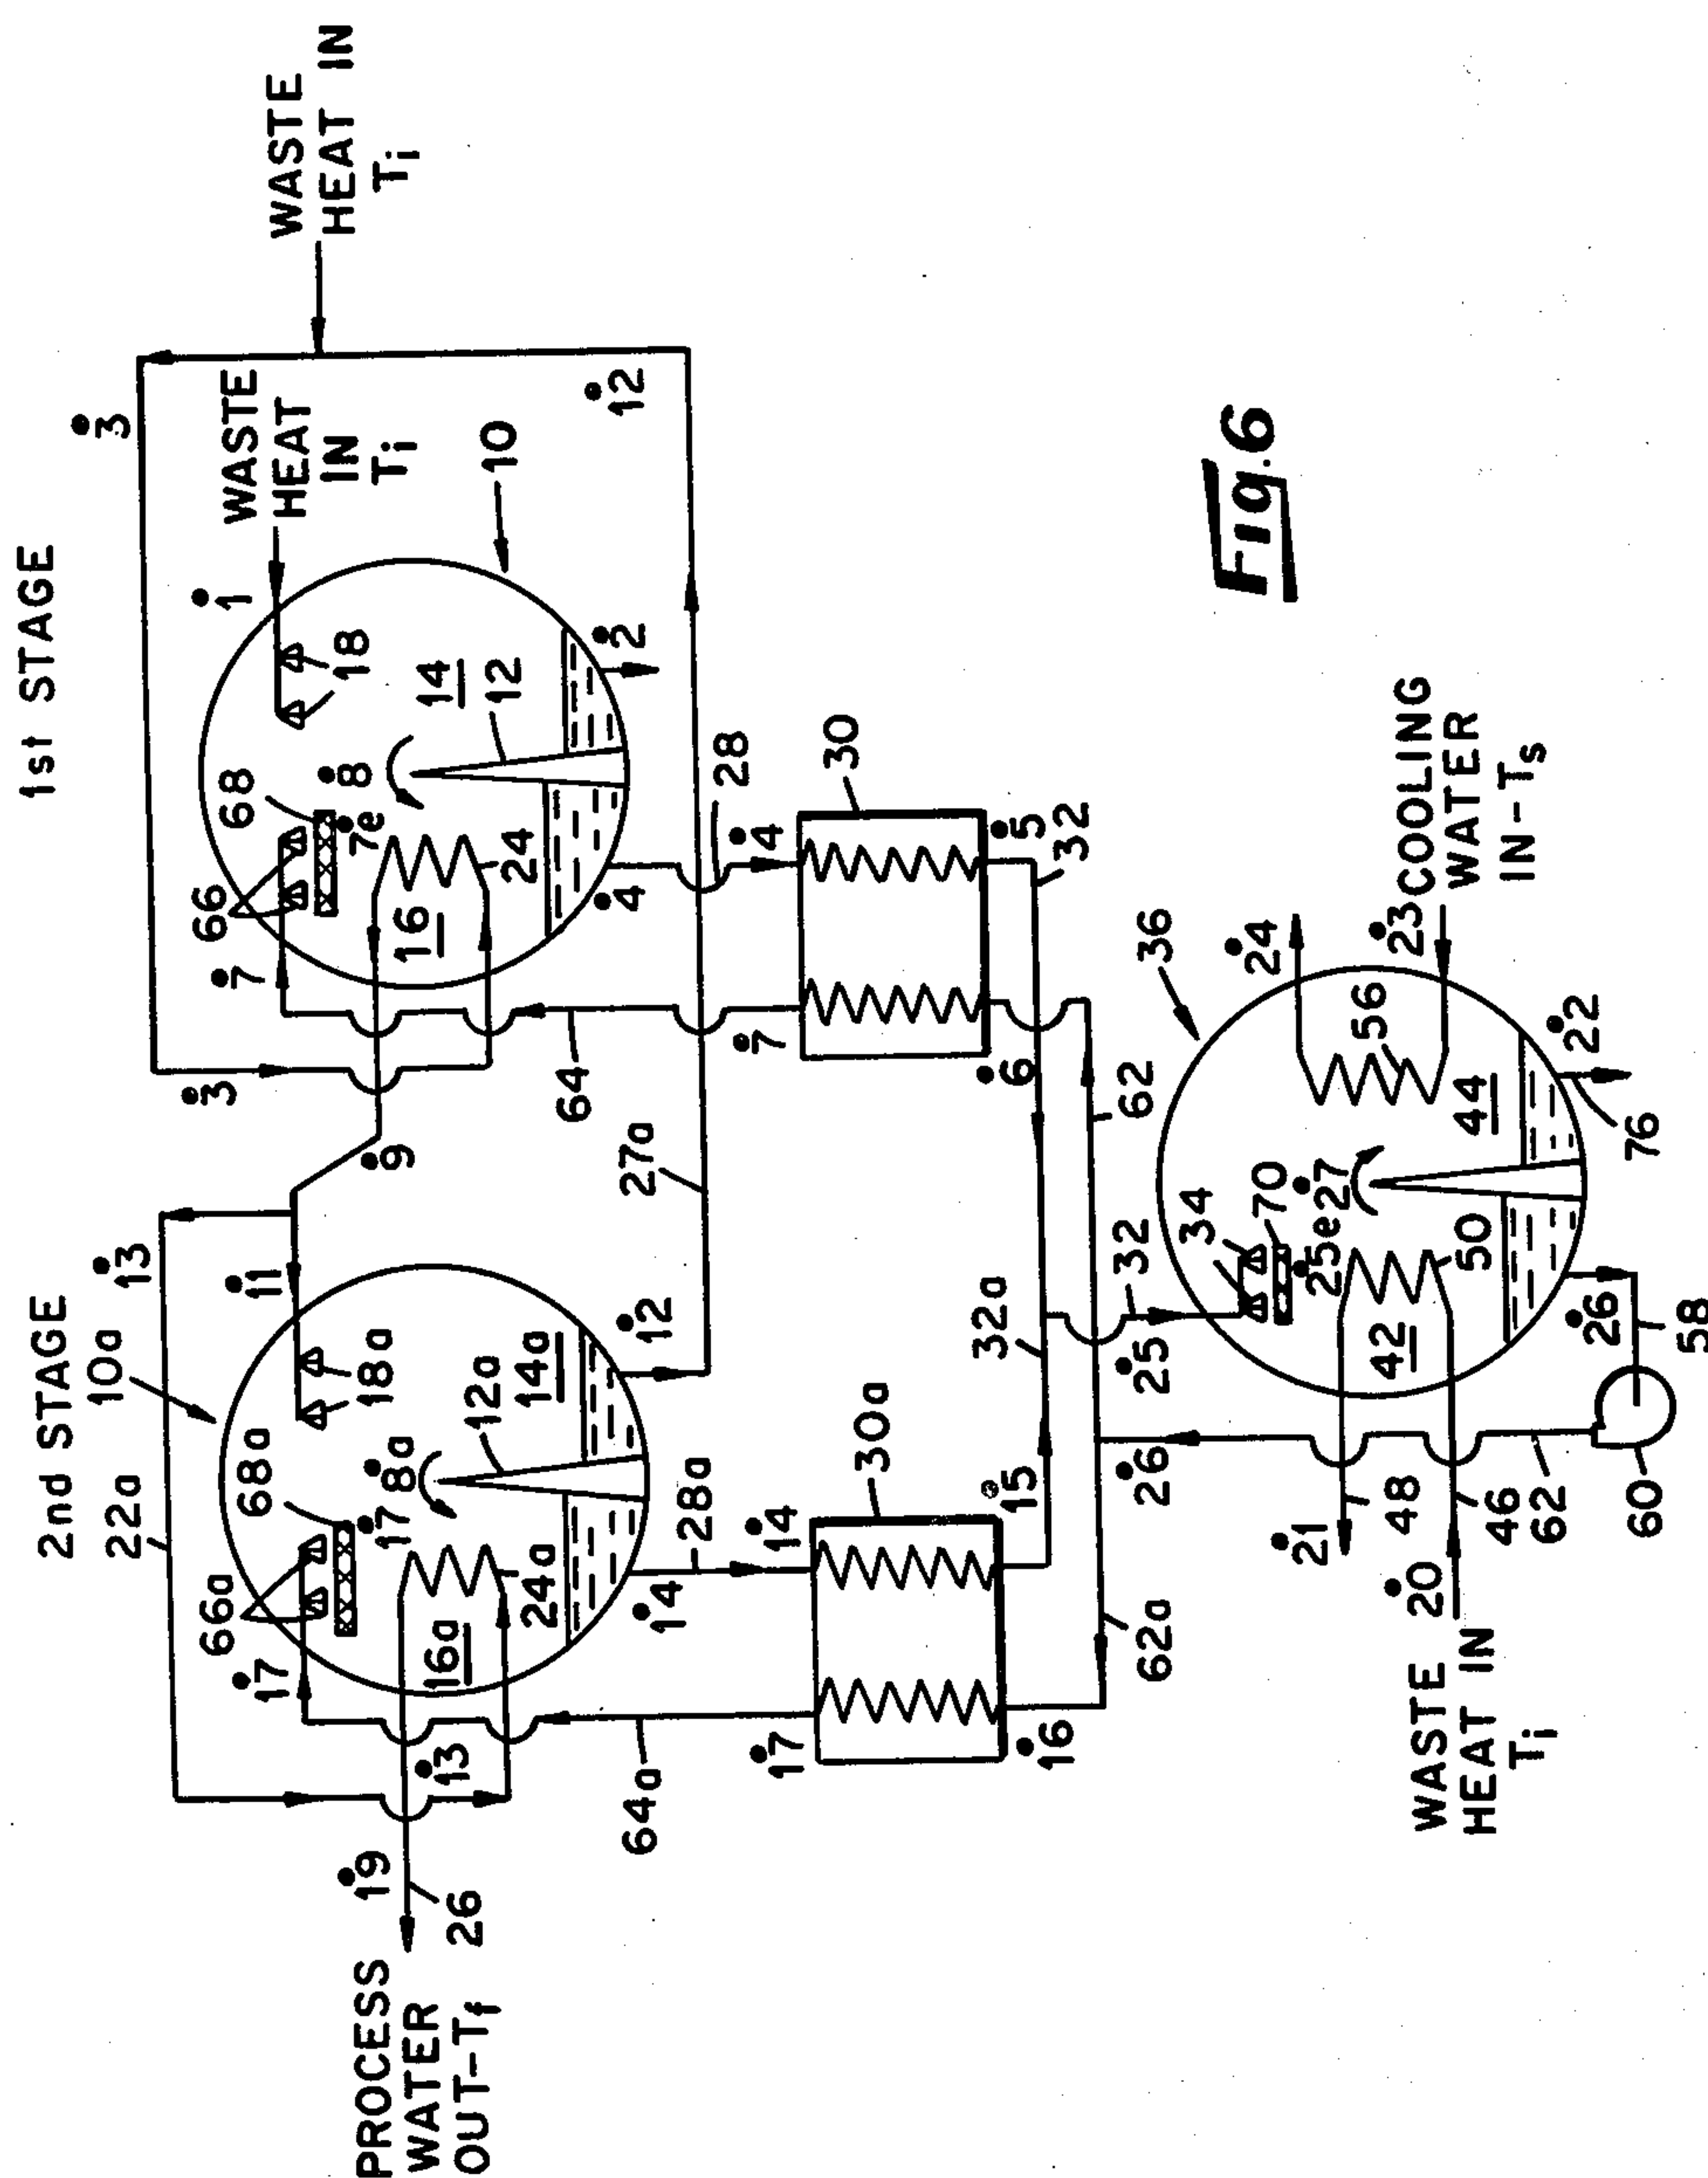 1st STAGE
2nd STAGE
WASTE
HEAT IN
Ti
WASTE
HEAT
IN
Ti
•3
•12
10
•1
18
14
12
•2
•8
68
•7e
66
16
24
•4
•7
•3
•4
28
30
•5
32
•7
64
•6
•9
27a
62
•13
22a
10a
•11
18a
•12
14a
12a
•8a
68a
•17
66a
16a
24a
•17
•13
•14
28a
•14
30a
•15
32a
•17
64a
•16
62a
•19
26
PROCESS
WATER
OUT-Tf
36
•24
•23
COOLING
WATER
IN-Ts
56
44
•22
76
•27
70
34
•25e
32
•25
42
50
•26
58
60
62
•26
46
48
•21
•20
WASTE
HEAT IN
Ti
Fig.6